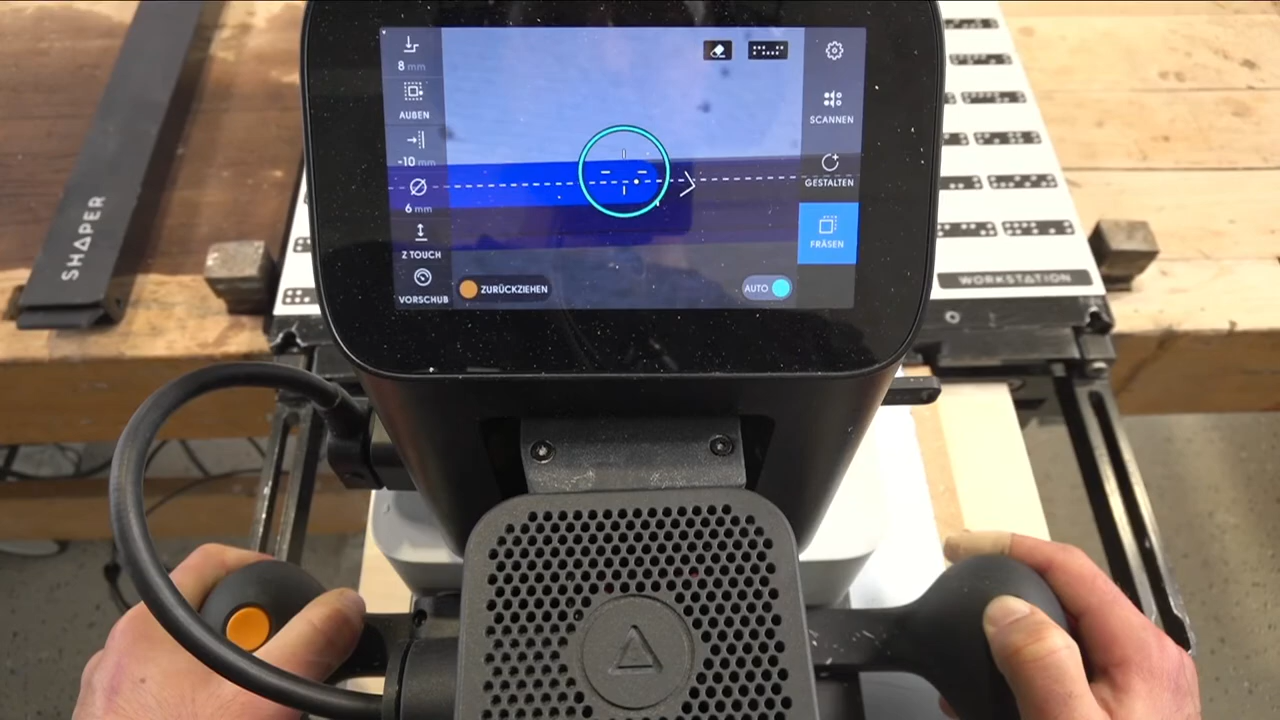 8 mm
AUßEN
-10 mm
6 mm
Z TOUCH
VORSCHUB
ZURÜCKZIEHEN
AUTO
SCANNEN
GESTALTEN
FRÄSEN
SHAPER
WORKSTATION